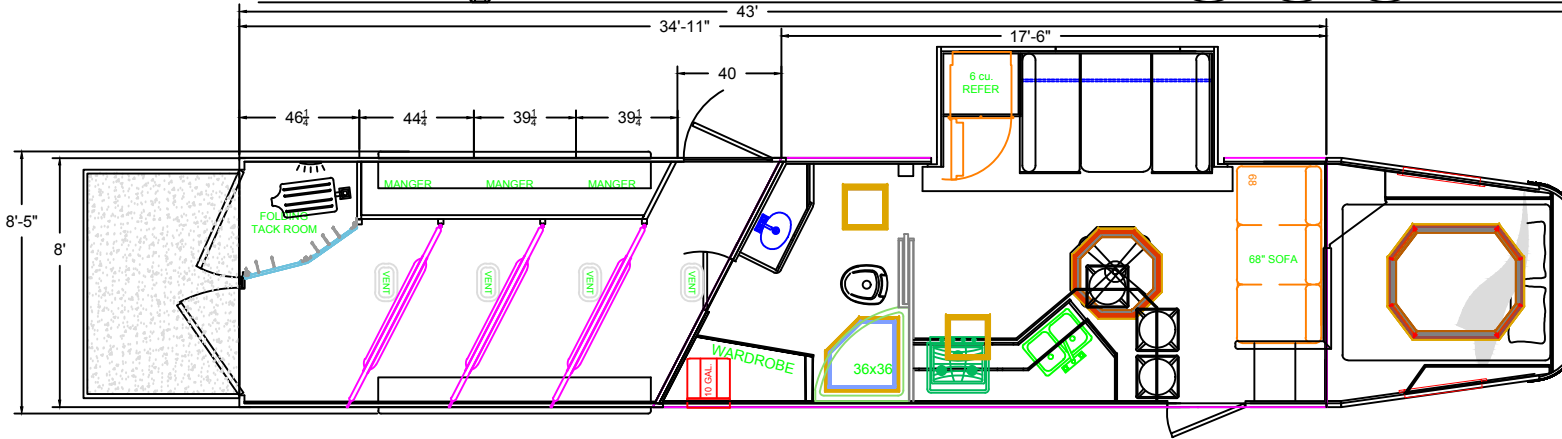 43'
34'-11"
17'-6"
40
46¼
44¼
39¼
39¼
6 cu.
REFER
MANGER
MANGER
MANGER
8'-5"
8'
FOLDING
TACK ROOM
68
68" SOFA
VENT
VENT
VENT
VENT
WARDROBE
36x36
10 GAL.